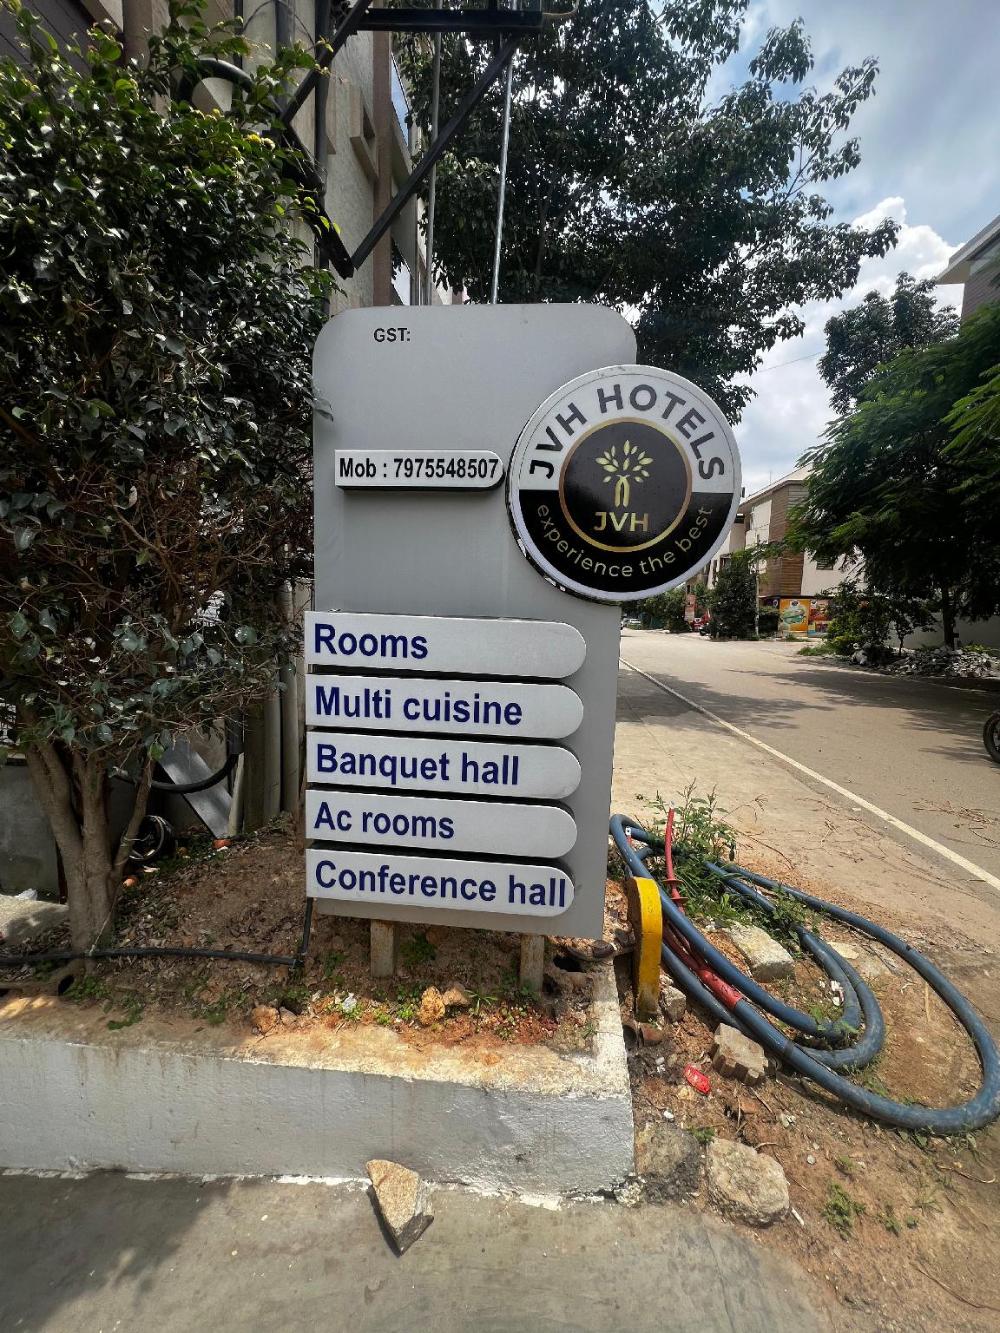 GST:
Mob : 7975548507
JVH HOTELS
JVH
experience the best
Rooms
Multi cuisine
Banquet hall
Ac rooms
Conference hall